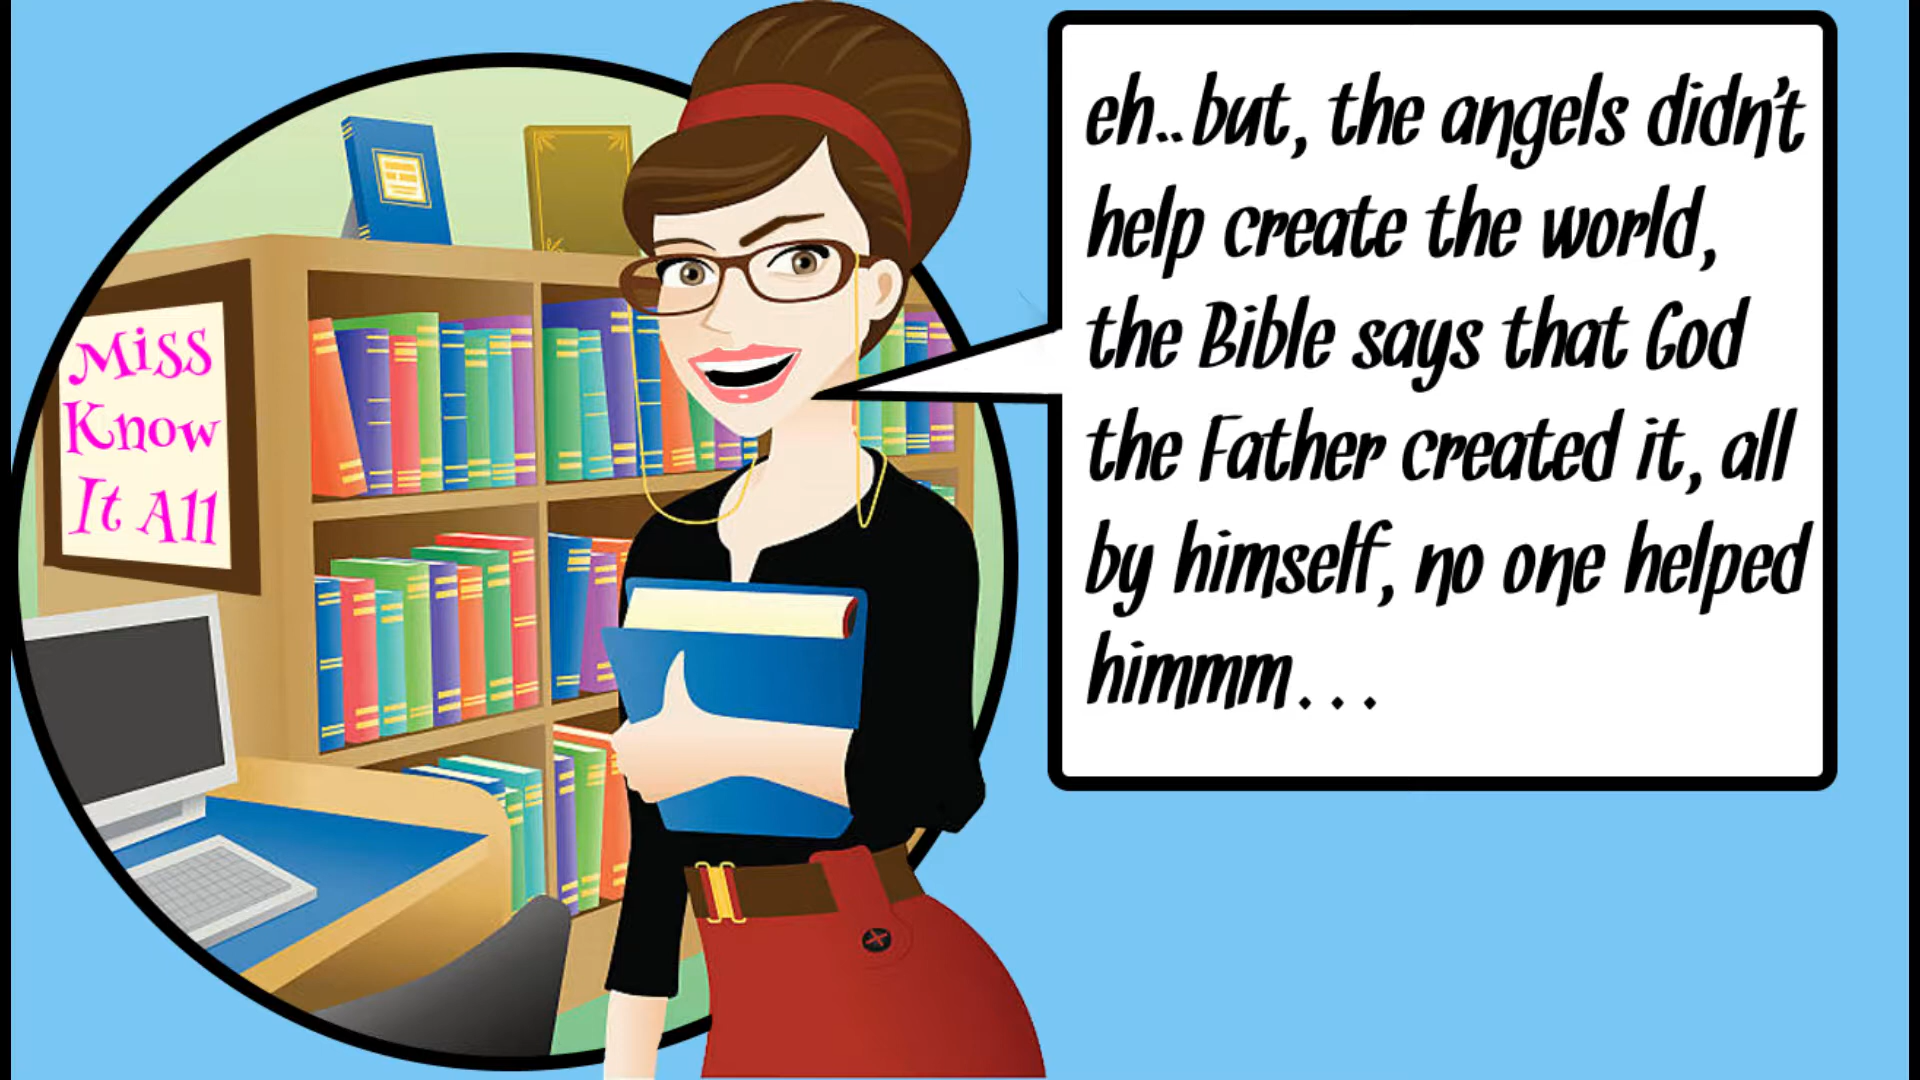 Miss
Know
It All
eh..but, the angels didn't
help create the world,
the Bible says that God
the Father created it, all
by himself, no one helped
himmm...